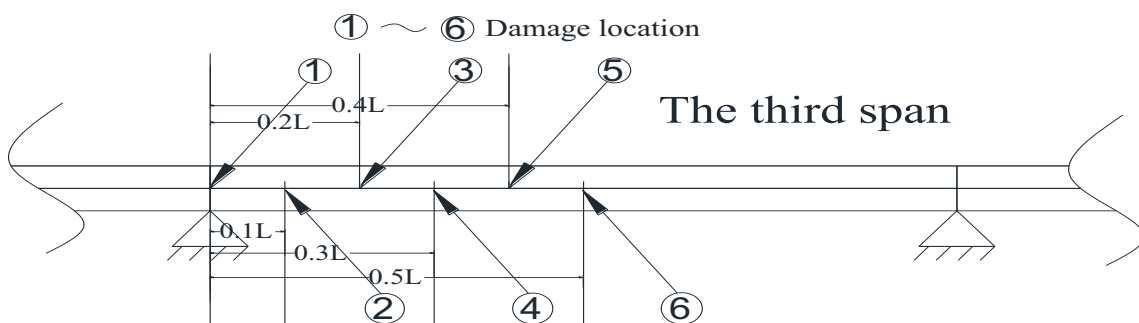 ① ~ ⑥ Damage location
① ③ ⑤
The third span
0.4L
0.2L
0.1L
0.3L
0.5L
② ④ ⑥